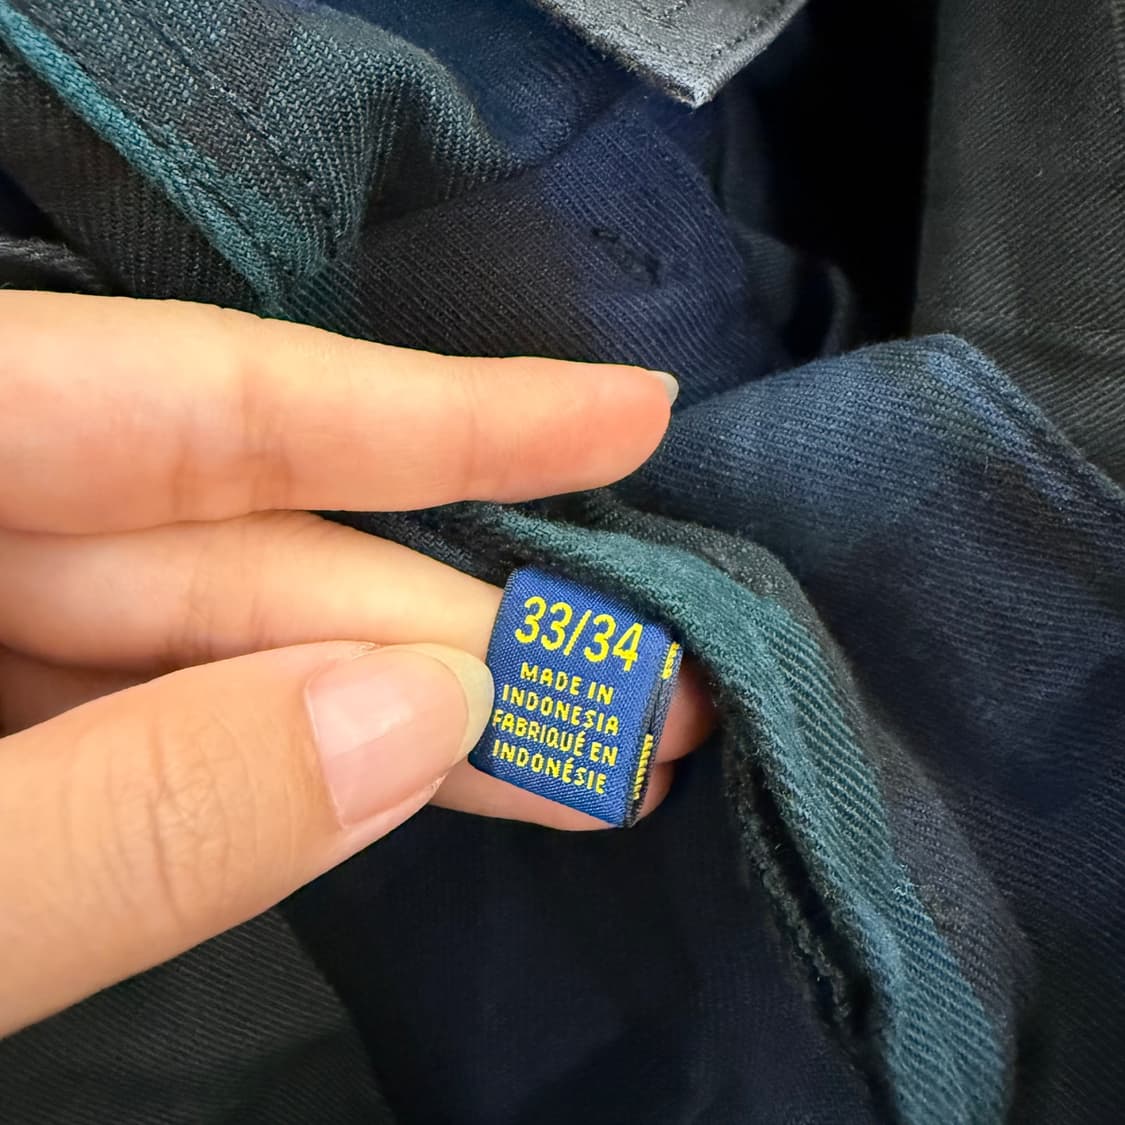 33/34
MADE IN
INDONESIA
FABRIQUÉ EN
INDONÉSIE